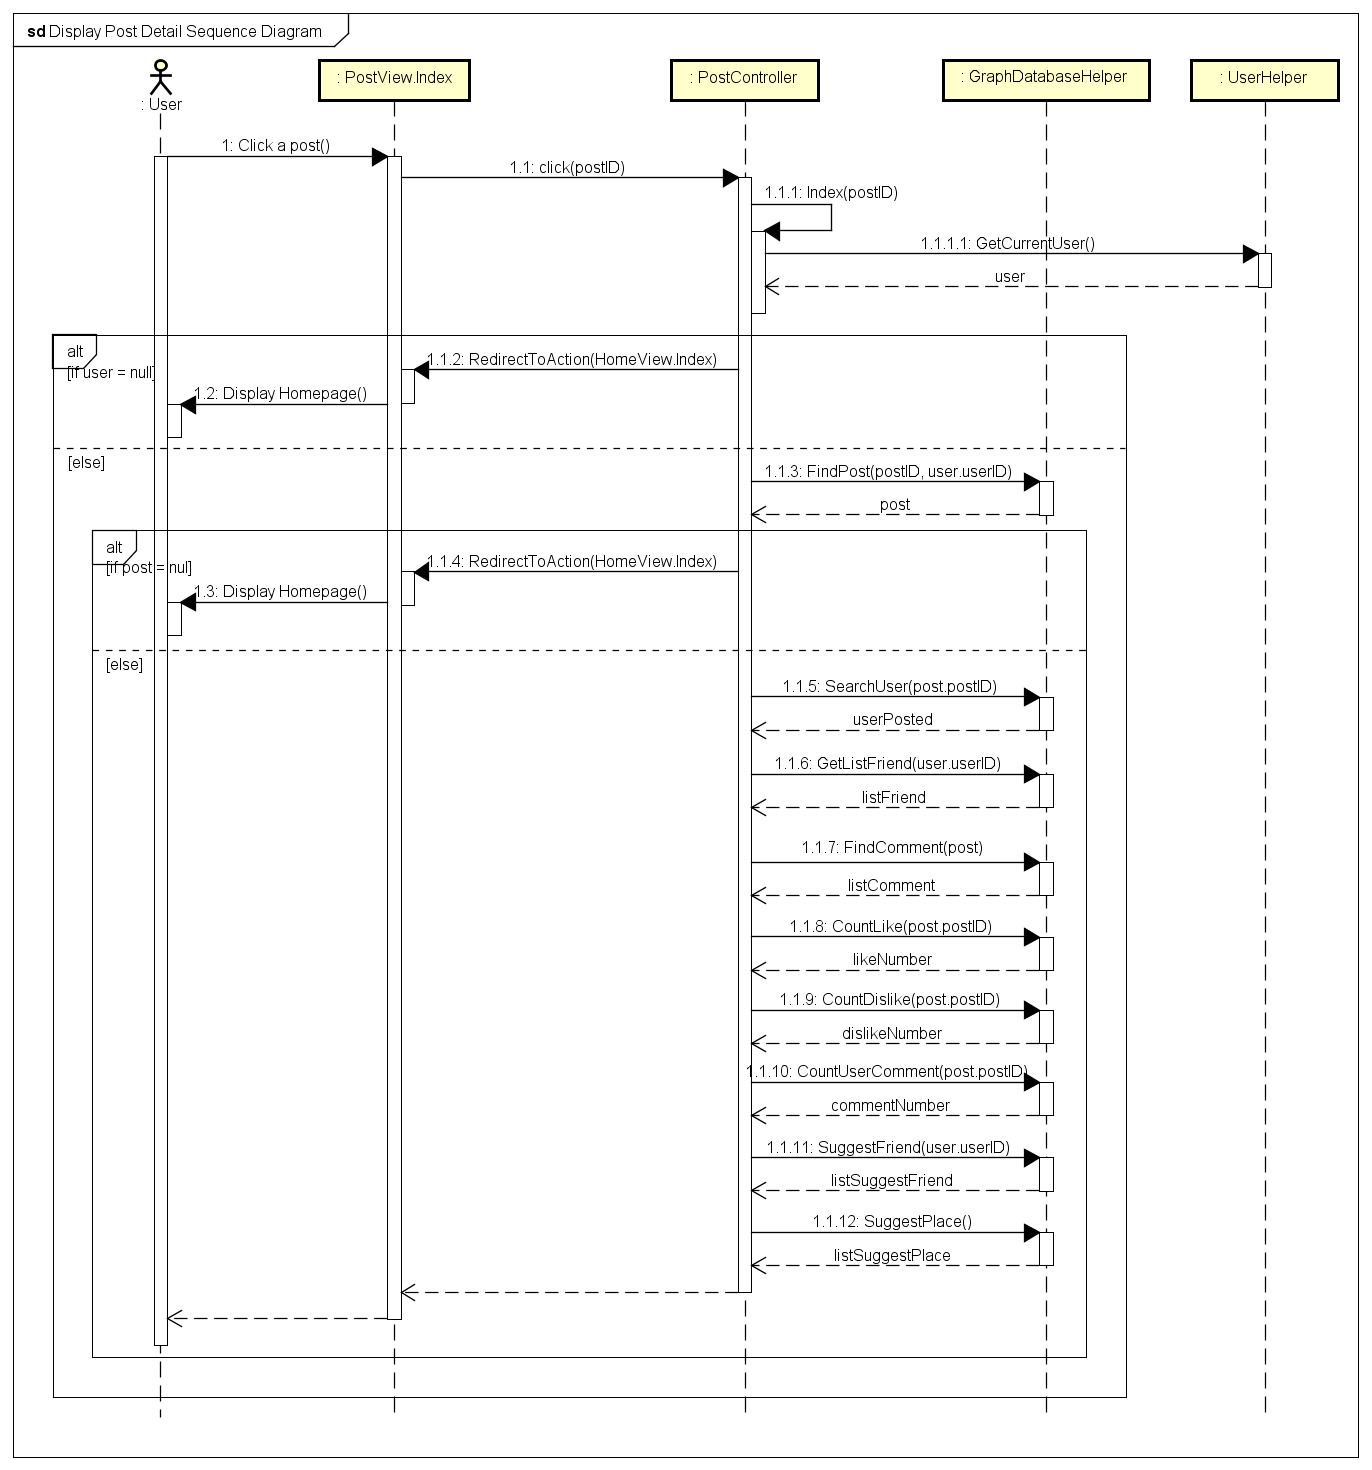 sd Display Post Detail Sequence Diagram
: User
: PostView.Index
: PostController
: GraphDatabaseHelper
: UserHelper
1: Click a post()
1.1: click(postID)
1.1.1: Index(postID)
1.1.1.1: GetCurrentUser()
user
alt
[if user = null]
1.1.2: RedirectToAction(HomeView.Index)
1.2: Display Homepage()
[else]
1.1.3: FindPost(postID, user.userID)
post
alt
[if post = nul]
1.1.4: RedirectToAction(HomeView.Index)
1.3: Display Homepage()
[else]
1.1.5: SearchUser(post.postID)
userPosted
1.1.6: GetListFriend(user.userID)
listFriend
1.1.7: FindComment(post)
listComment
1.1.8: CountLike(post.postID)
likeNumber
1.1.9: CountDislike(post.postID)
dislikeNumber
1.1.10: CountUserComment(post.postID)
commentNumber
1.1.11: SuggestFriend(user.userID)
listSuggestFriend
1.1.12: SuggestPlace()
listSuggestPlace